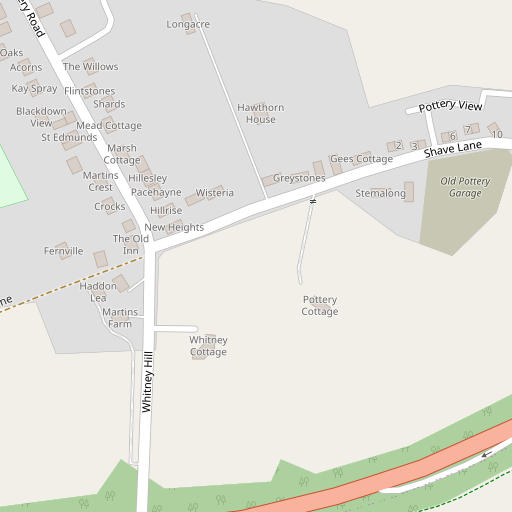 ery Road
Longacre
Oaks
Acorns
The Willows
Kay Spray
Flintstones
Shards
Blackdown
View
St Edmunds
Mead Cottage
Hawthorn
House
Pottery View
2
3
6
7
10
Shave Lane
Marsh
Cottage
Gees Cottage
Martins
Crest
Hillesley
Pacehayne
Wisteria
Greystones
Stemalong
Old Pottery
Garage
Crocks
Hillrise
New Heights
The Old
Inn
Fernville
Haddon
Lea
ne
Martins
Farm
Pottery
Cottage
Whitney
Cottage
Whitney Hill